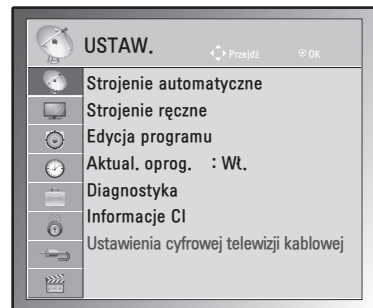 USTAW.
Przejdź
OK
Strojenie automatyczne
Strojenie ręczne
Edycja programu
Aktual. oprog. : Wł.
Diagnostyka
Informacje CI
Ustawienia cyfrowej telewizji kablowej